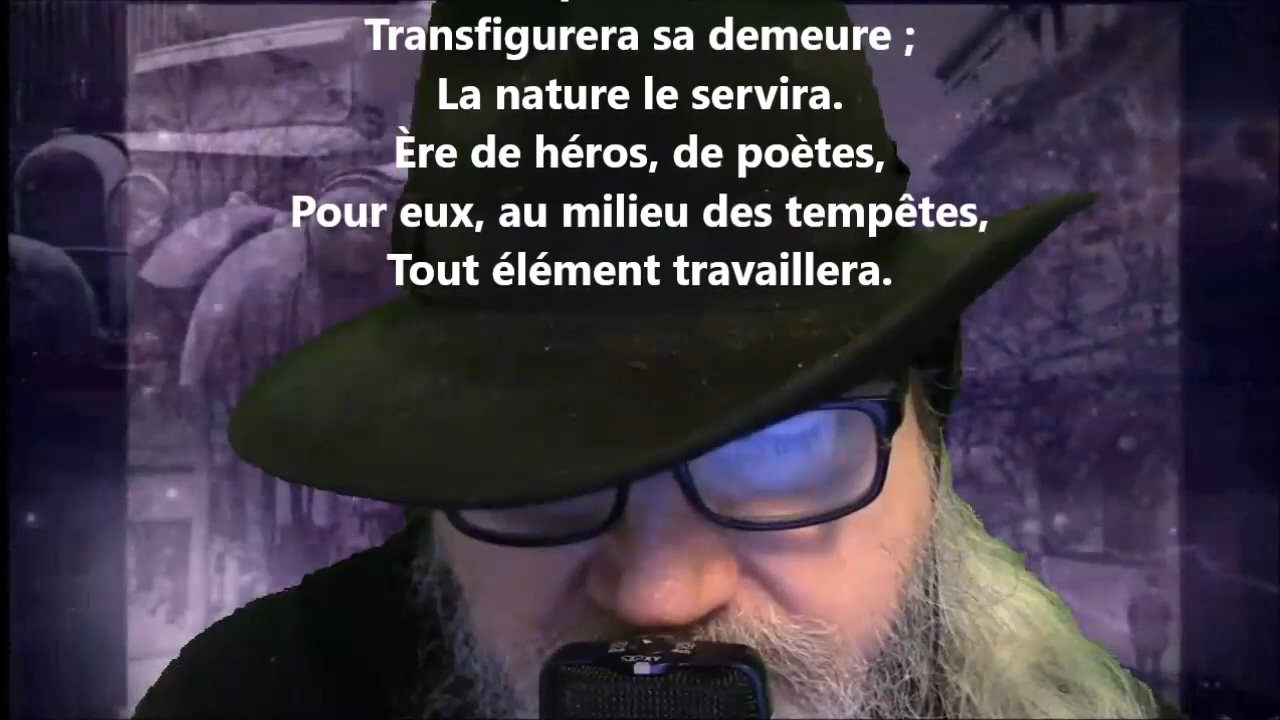 Transfigurera sa demeure ;
La nature le servira.
Ère de héros, de poètes,
Pour eux, au milieu des tempêtes,
Tout élément travaillera.